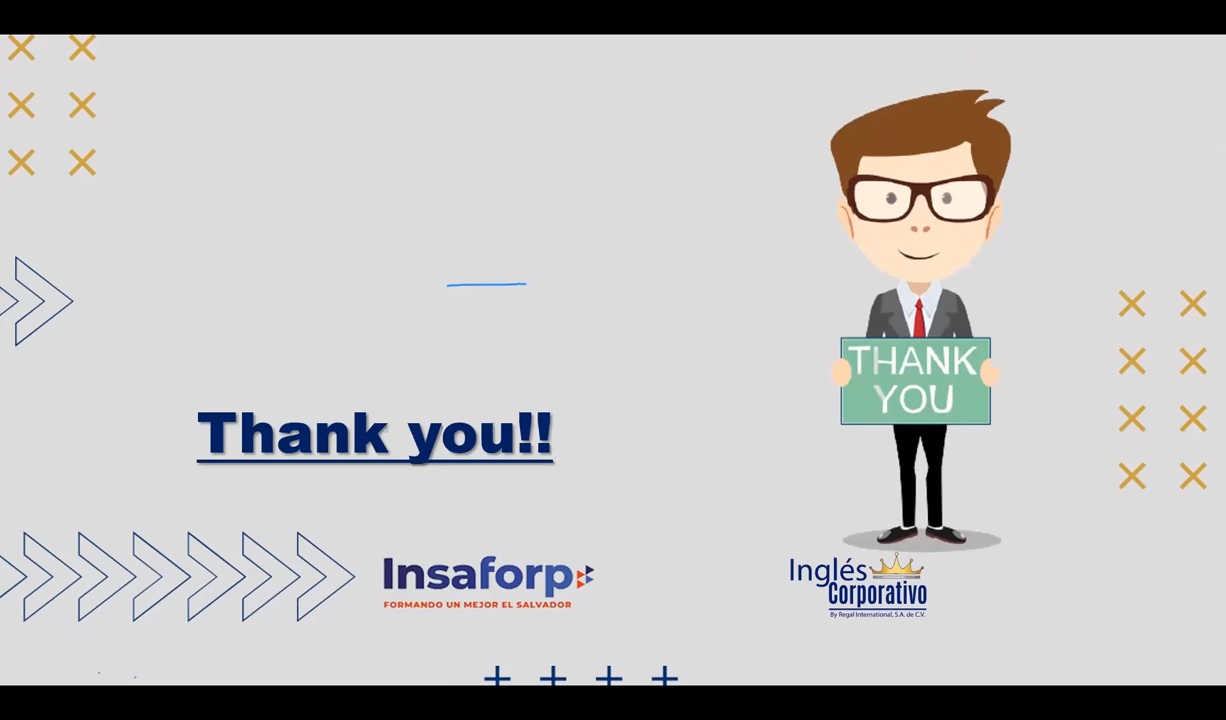 THANK
YOU
Thank you!!
Insaforp
FORMANDO UN MEJOR EL SALVADOR
Inglés
Corporativo
By Regal International, S.A. de C.V.